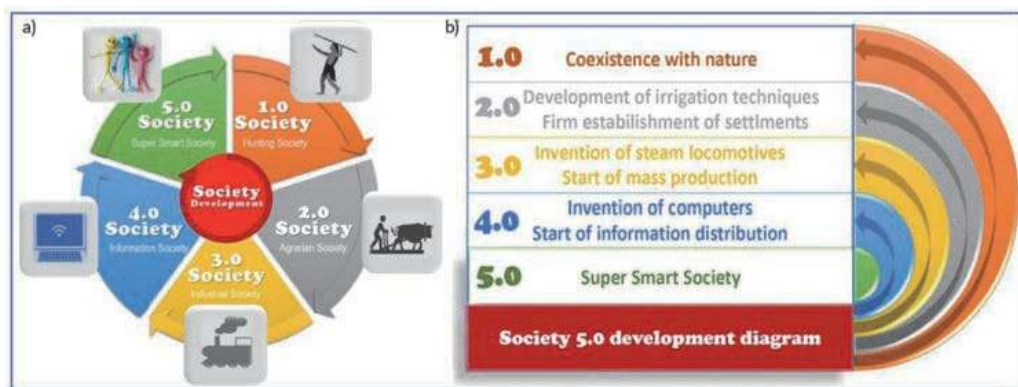 a)
5.0
Society
Super Smart Society
1.0
Society
Hunting Society
Society
Development
4.0
Society
Information Society
2.0
Society
Agrarian Society
3.0
Society
Industrial Society
b)
1.0 Coexistence with nature
2.0 Development of irrigation techniques
Firm estabilishment of settlments
3.0 Invention of steam locomotives
Start of mass production
4.0 Invention of computers
Start of information distribution
5.0 Super Smart Society
Society 5.0 development diagram